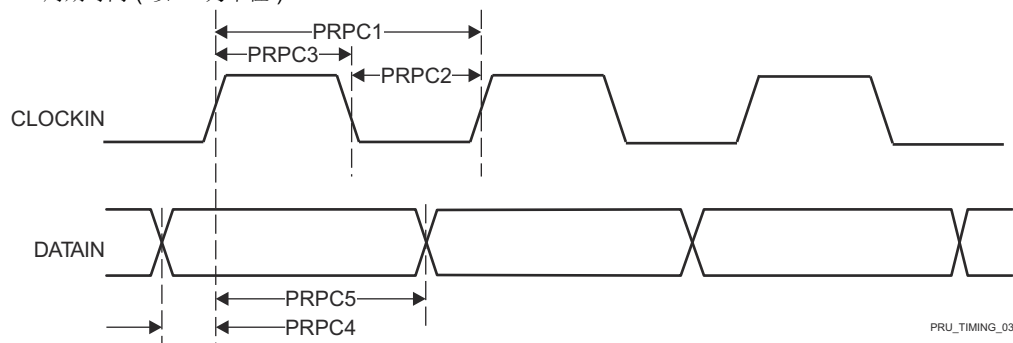 PRPC1
PRPC3
PRPC2
CLOCKIN
DATAIN
PRPC5
PRPC4
PRU_TIMING_03